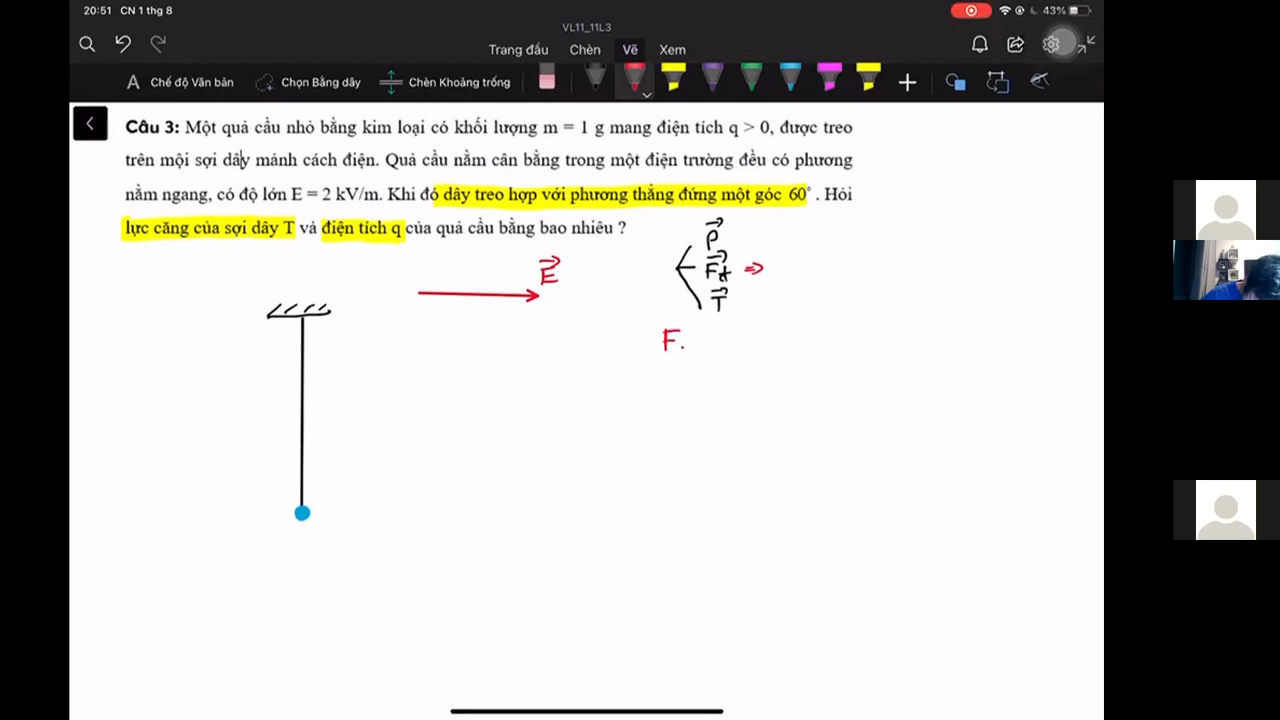 20:51 CN 1 thg 8
43%
VL11_11L3
Trang đầu Chèn Vẽ Xem
A Chế độ Văn bản Chọn Bằng dây Chèn Khoảng trống
Câu 3: Một quả cầu nhỏ bằng kim loại có khối lượng m = 1 g mang điện tích q > 0, được treo
trên mội sợi dây mảnh cách điện. Quả cầu nằm cân bằng trong một điện trường đều có phương
nằm ngang, có độ lớn E = 2 kV/m. Khi đó dây treo hợp với phương thẳng đứng một góc 60° . Hỏi
lực căng của sợi dây T và điện tích q của quả cầu bằng bao nhiêu ?
P⃗
E⃗
F⃗đ ⇒
T⃗
F.